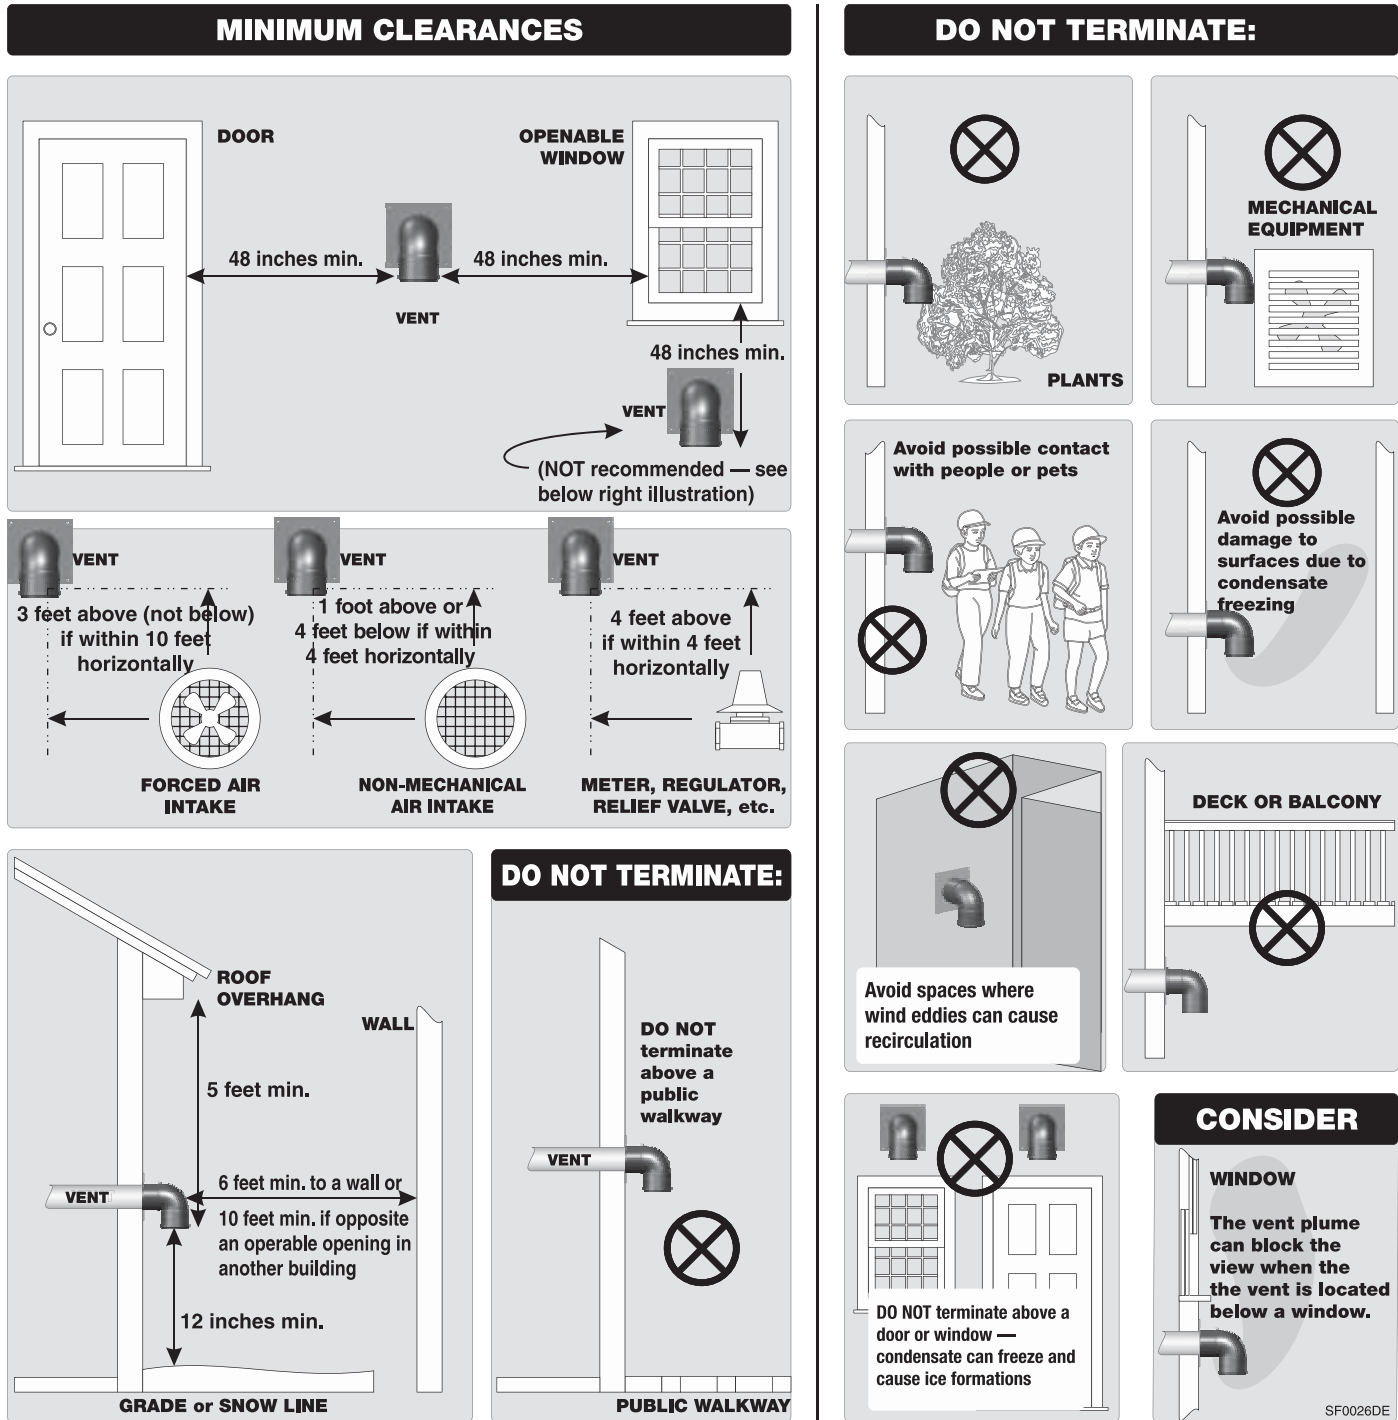 MINIMUM CLEARANCES
DOOR
OPENABLE
WINDOW
48 inches min.
48 inches min.
VENT
48 inches min.
VENT
(NOT recommended — see
below right illustration)
VENT
3 feet above (not below)
if within 10 feet
horizontally
FORCED AIR
INTAKE
VENT
1 foot above or
4 feet below if within
4 feet horizontally
NON-MECHANICAL
AIR INTAKE
VENT
4 feet above
if within 4 feet
horizontally
METER, REGULATOR,
RELIEF VALVE, etc.
ROOF
OVERHANG
WALL
5 feet min.
VENT
6 feet min. to a wall or
10 feet min. if opposite
an operable opening in
another building
12 inches min.
GRADE or SNOW LINE
DO NOT TERMINATE:
DO NOT
terminate
above a
public
walkway
VENT
PUBLIC WALKWAY
DO NOT TERMINATE:
PLANTS
MECHANICAL
EQUIPMENT
Avoid possible contact
with people or pets
Avoid possible
damage to
surfaces due to
condensate
freezing
Avoid spaces where
wind eddies can cause
recirculation
DECK OR BALCONY
DO NOT terminate above a
door or window —
condensate can freeze and
cause ice formations
CONSIDER
WINDOW
The vent plume
can block the
view when the
the vent is located
below a window.
SF0026DE